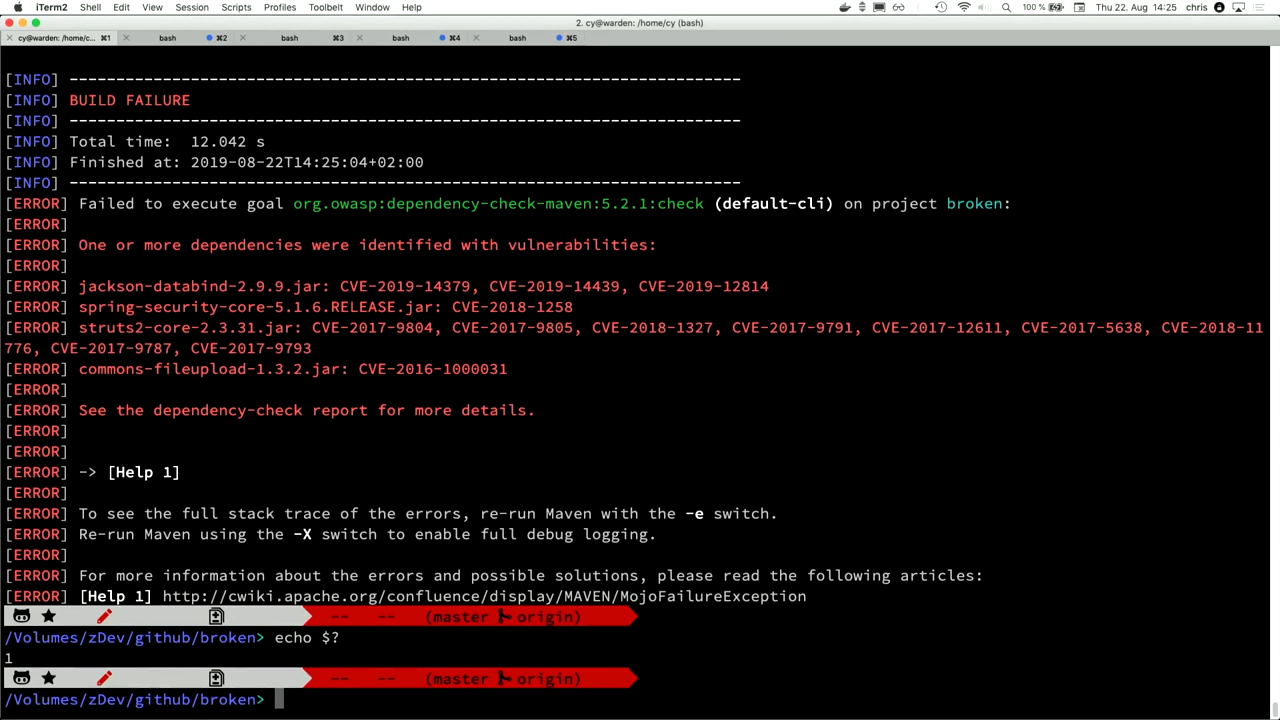 iTerm2 Shell Edit View Session Scripts Profiles Toolbelt Window Help 100 % Thu 22. Aug 14:25 chris
2. cy@warden: /home/cy (bash)
cy@warden: /home/c... ⌘1 bash ⌘2 bash ⌘3 bash ⌘4 bash ⌘5
[INFO] ------------------------------------------------------------------------
[INFO] BUILD FAILURE
[INFO] ------------------------------------------------------------------------
[INFO] Total time:  12.042 s
[INFO] Finished at: 2019-08-22T14:25:04+02:00
[INFO] ------------------------------------------------------------------------
[ERROR] Failed to execute goal org.owasp:dependency-check-maven:5.2.1:check (default-cli) on project broken:
[ERROR]
[ERROR] One or more dependencies were identified with vulnerabilities:
[ERROR]
[ERROR] jackson-databind-2.9.9.jar: CVE-2019-14379, CVE-2019-14439, CVE-2019-12814
[ERROR] spring-security-core-5.1.6.RELEASE.jar: CVE-2018-1258
[ERROR] struts2-core-2.3.31.jar: CVE-2017-9804, CVE-2017-9805, CVE-2018-1327, CVE-2017-9791, CVE-2017-12611, CVE-2017-5638, CVE-2018-11
776, CVE-2017-9787, CVE-2017-9793
[ERROR] commons-fileupload-1.3.2.jar: CVE-2016-1000031
[ERROR]
[ERROR] See the dependency-check report for more details.
[ERROR]
[ERROR]
[ERROR] -> [Help 1]
[ERROR]
[ERROR] To see the full stack trace of the errors, re-run Maven with the -e switch.
[ERROR] Re-run Maven using the -X switch to enable full debug logging.
[ERROR]
[ERROR] For more information about the errors and possible solutions, please read the following articles:
[ERROR] [Help 1] http://cwiki.apache.org/confluence/display/MAVEN/MojoFailureException
-- -- (master origin)
/Volumes/zDev/github/broken> echo $?
1
-- -- (master origin)
/Volumes/zDev/github/broken>